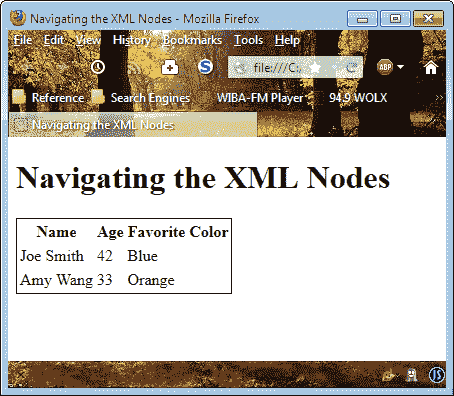 Navigating the XML Nodes - Mozilla Firefox
File Edit View History Bookmarks Tools Help
S file:///C: ABP
Reference Search Engines WIBA-FM Player 94.9 WOLX »
Navigating the XML Nodes
Navigating the XML Nodes
Name Age Favorite Color
Joe Smith 42 Blue
Amy Wang 33 Orange